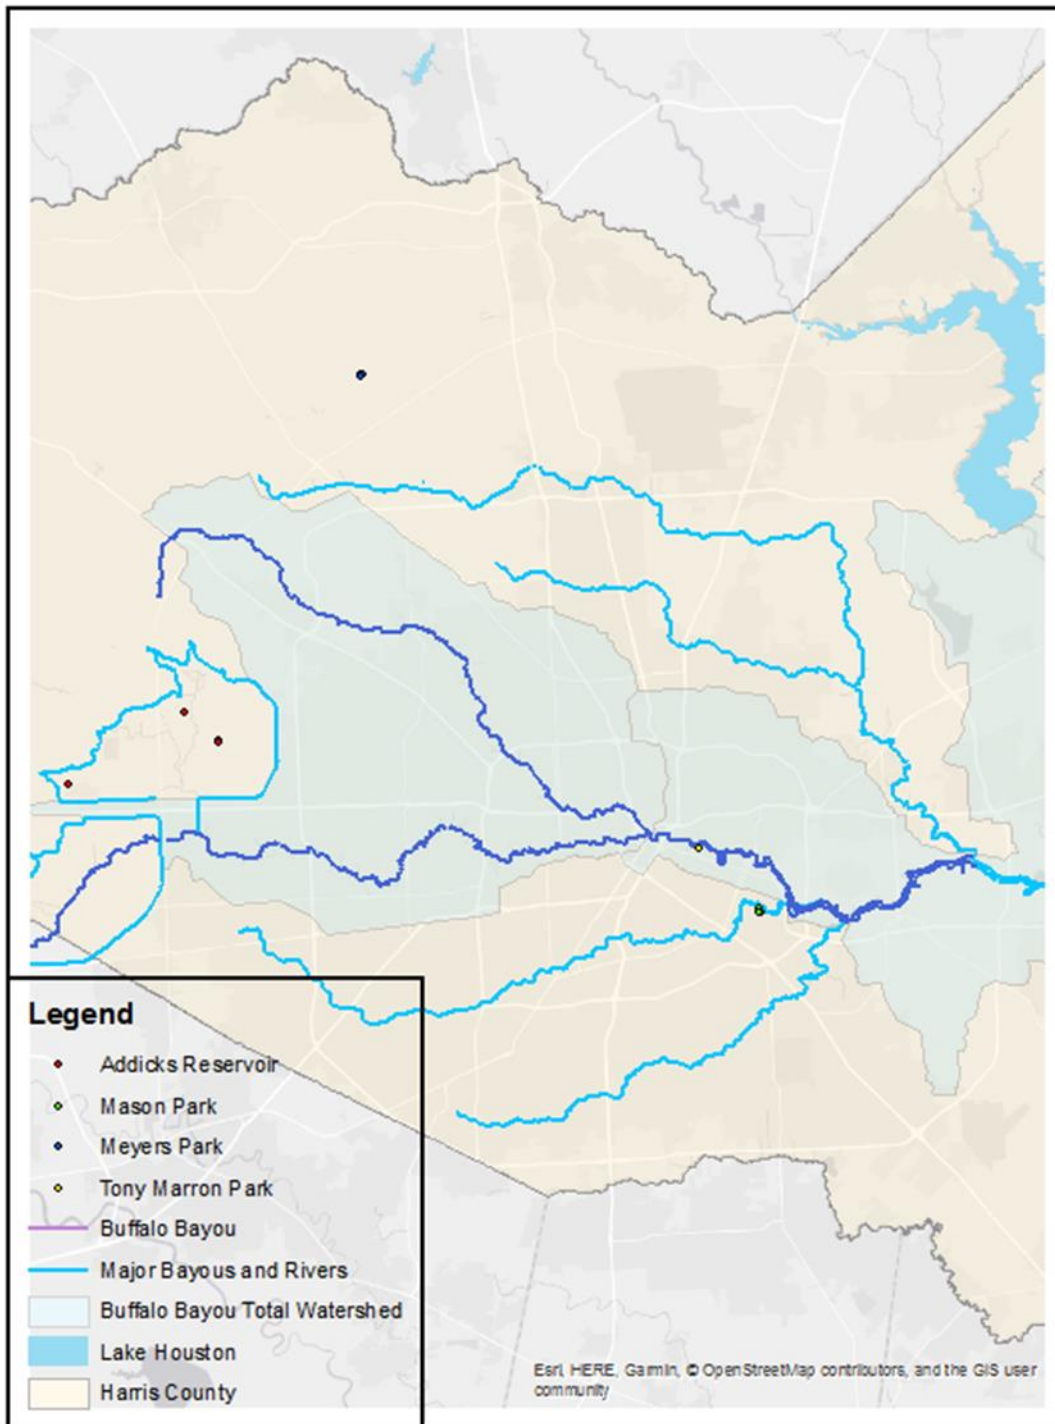 Legend
Addicks Reservoir
Mason Park
Meyers Park
Tony Marron Park
Buffalo Bayou
Major Bayous and Rivers
Buffalo Bayou Total Watershed
Lake Houston
Harris County
Esri, HERE, Garmin, © OpenStreetMap contributors, and the GIS user
community